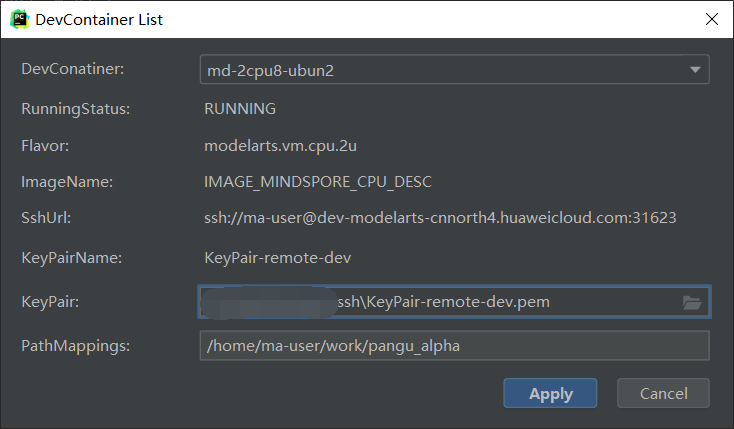 PC
DevContainer List
DevConatiner: md-2cpu8-ubun2
RunningStatus: RUNNING
Flavor: modelarts.vm.cpu.2u
ImageName: IMAGE_MINDSPORE_CPU_DESC
SshUrl: ssh://ma-user@dev-modelarts-cnnorth4.huaweicloud.com:31623
KeyPairName: KeyPair-remote-dev
KeyPair: ssh\KeyPair-remote-dev.pem
PathMappings: /home/ma-user/work/pangu_alpha
Apply Cancel